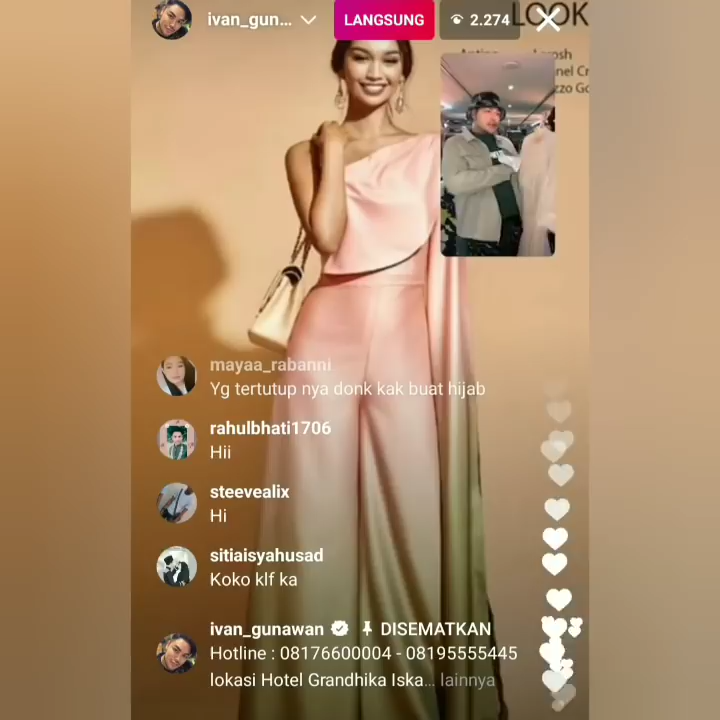 ivan_gun...
LANGSUNG
2.274
LOOK
mayaa_rabanni
Yg tertutup nya donk kak buat hijab
rahulbhati1706
Hii
steevealix
Hi
sitiaisyahusad
Koko klf ka
ivan_gunawan DISEMATKAN
Hotline : 08176600004 - 08195555445
lokasi Hotel Grandhika Iska... lainnya